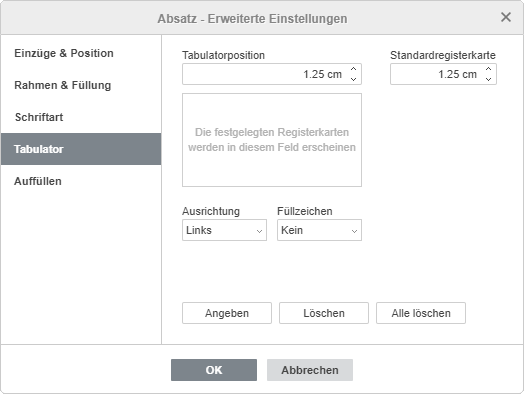 Absatz - Erweiterte Einstellungen
Einzüge & Position
Rahmen & Füllung
Schriftart
Tabulator
Auffüllen
Tabulatorposition
1.25 cm
Standardregisterkarte
1.25 cm
Die festgelegten Registerkarten
werden in diesem Feld erscheinen
Ausrichtung
Links
Füllzeichen
Kein
Angeben
Löschen
Alle löschen
OK
Abbrechen